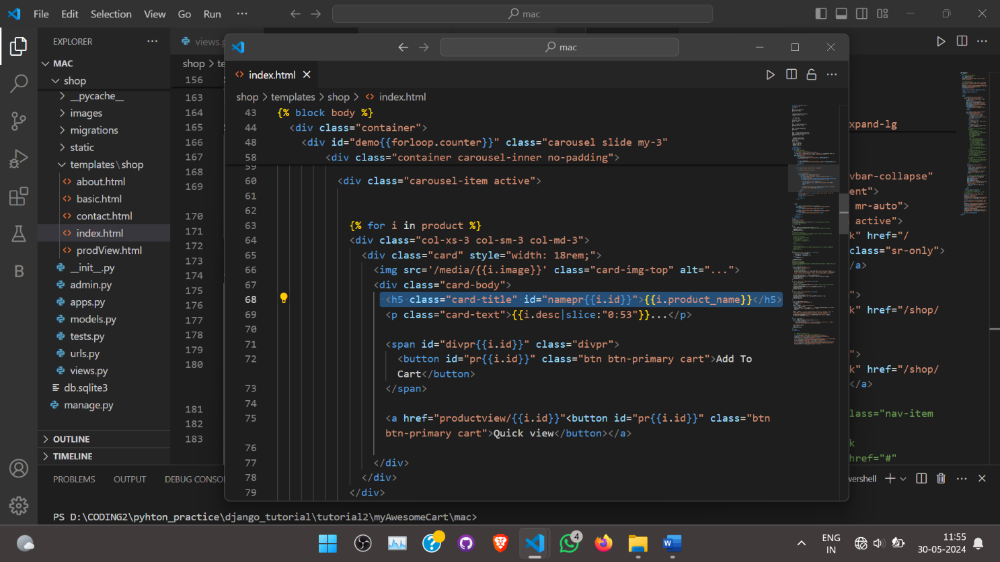 File Edit Selection View Go Run ···
mac
EXPLORER
MAC
shop
__pycache__
images
migrations
static
templates\shop
about.html
basic.html
contact.html
index.html
prodView.html
__init__.py
admin.py
apps.py
models.py
tests.py
urls.py
views.py
db.sqlite3
manage.py
OUTLINE
TIMELINE
shop >
156
163
164
165
166
167
168
169
170
171
172
173
174
175
176
177
178
179
180
181
182
183
mac
index.html
shop > templates > shop > index.html
43 {% block body %}
44 <div class="container">
48 <div id="demo{{forloop.counter}}" class="carousel slide my-3"
58 <div class="container carousel-inner no-padding">
59
60 <div class="carousel-item active">
61
62
63 {% for i in product %}
64 <div class="col-xs-3 col-sm-3 col-md-3">
65 <div class="card" style="width: 18rem;">
66 <img src='/media/{{i.image}}' class="card-img-top" alt="...">
67 <div class="card-body">
68 <h5 class="card-title" id="namepr{{i.id}}">{{i.product_name}}</h5>
69 <p class="card-text">{{i.desc|slice:"0:53"}}...</p>
70
71 <span id="divpr{{i.id}}" class="divpr">
72 <button id="pr{{i.id}}" class="btn btn-primary cart">Add To
Cart</button>
73 </span>
74
75 <a href="productview/{{i.id}}"<button id="pr{{i.id}}" class="btn
btn-primary cart">Quick view</button></a>
76
77 </div>
78 </div>
79 </div>
xpand-lg
vbar-collapse"
ent">
mr-auto">
active">
k" href="/
class="sr-only">
/a>
">
k" href="/shop/
">
k" href="/shop/
</a>
lass="nav-item
k
href="#"
PROBLEMS OUTPUT DEBUG CONSOL
wershell
PS D:\CODING2\pyhton_practice\django_tutorial\tutorial2\myAwesomeCart\mac>
4
ENG
IN
11:55
30-05-2024